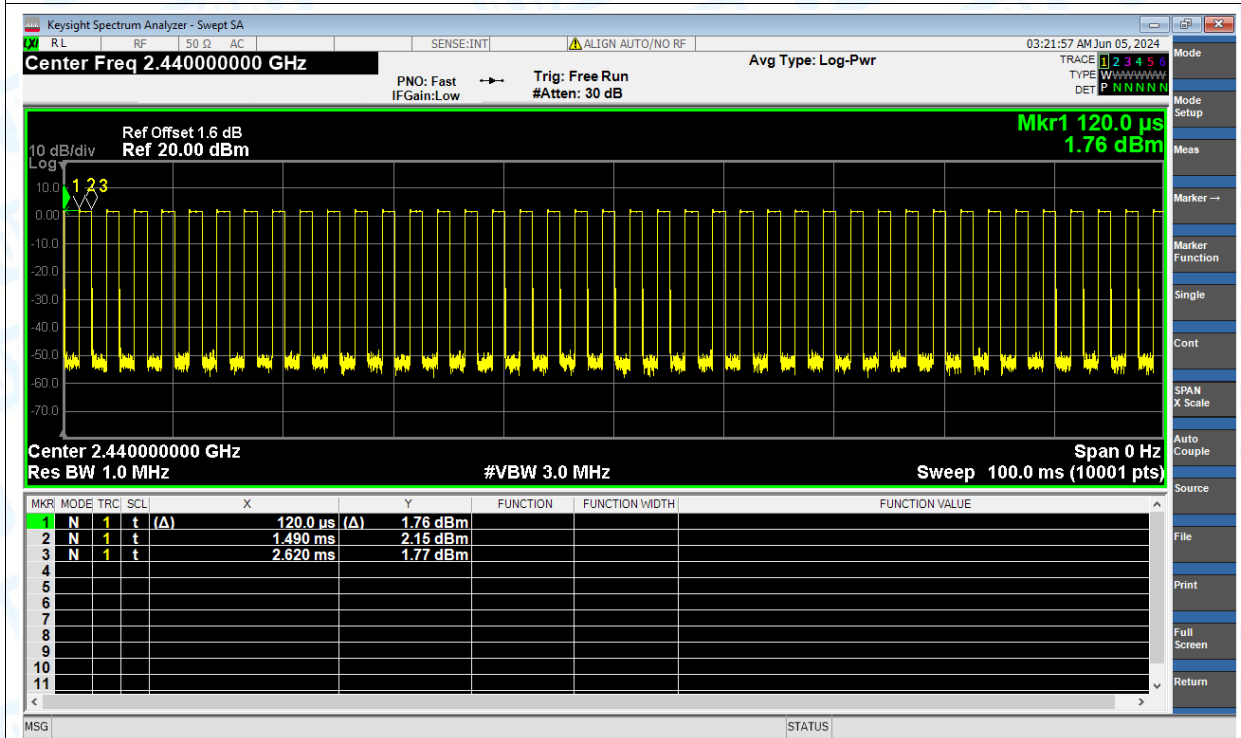 Keysight Spectrum Analyzer - Swept SA
LXI RL RF 50 Ω AC SENSE:INT ALIGN AUTO/NO RF 03:21:57 AM Jun 05, 2024
Center Freq 2.440000000 GHz
Avg Type: Log-Pwr
TRACE 1 2 3 4 5 6
TYPE WWWWWW
DET P N N N N N
PNO: Fast
IFGain:Low
Trig: Free Run
#Atten: 30 dB
Mkr1 120.0 µs
1.76 dBm
Ref Offset 1.6 dB
10 dB/div Ref 20.00 dBm
Log
10.0
0.00
-10.0
-20.0
-30.0
-40.0
-50.0
-60.0
-70.0
1 2 3
Center 2.440000000 GHz Span 0 Hz
Res BW 1.0 MHz #VBW 3.0 MHz Sweep 100.0 ms (10001 pts)
MKR MODE TRC SCL X Y FUNCTION FUNCTION WIDTH FUNCTION VALUE
1 N 1 t (Δ) 120.0 µs (Δ) 1.76 dBm
2 N 1 t 1.490 ms 2.15 dBm
3 N 1 t 2.620 ms 1.77 dBm
4
5
6
7
8
9
10
11
MSG STATUS
Mode
Mode
Setup
Meas
Marker →
Marker
Function
Single
Cont
SPAN
X Scale
Auto
Couple
Source
File
Print
Full
Screen
Return